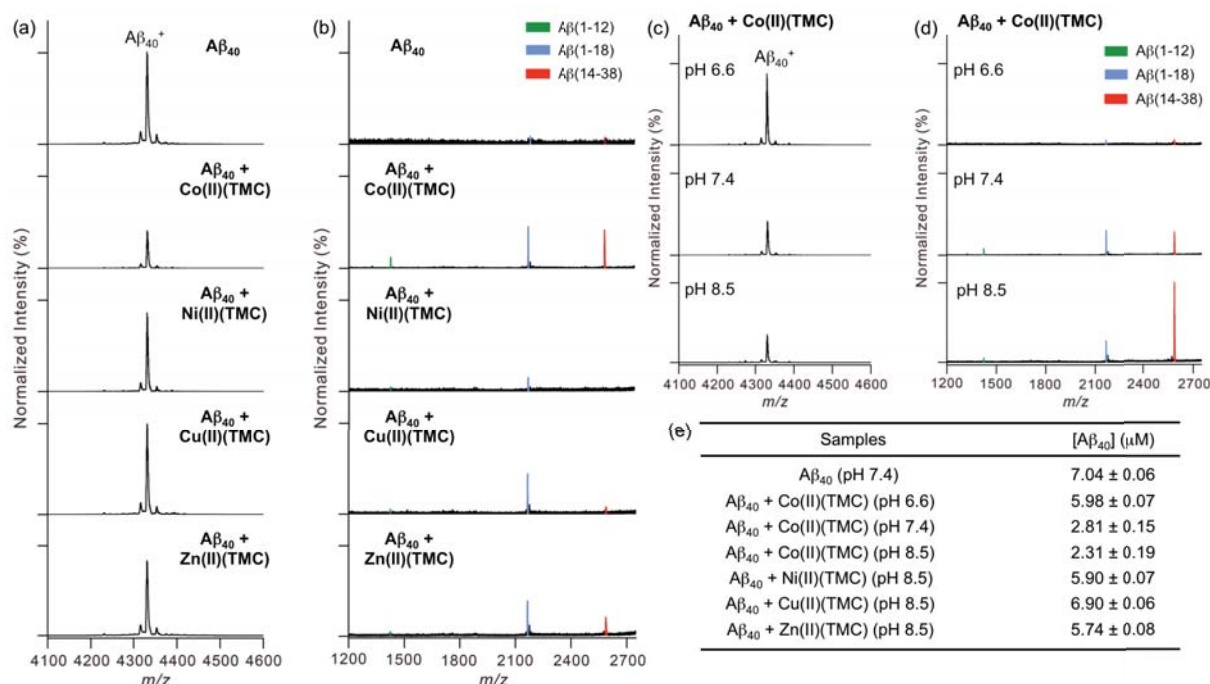 (a)
Aβ₄₀⁺
Aβ₄₀
Aβ₄₀ +
Co(II)(TMC)
Aβ₄₀ +
Ni(II)(TMC)
Aβ₄₀ +
Cu(II)(TMC)
Aβ₄₀ +
Zn(II)(TMC)
Normalized Intensity (%)
4100 4200 4300 4400 4500 4600
m/z
(b)
Aβ₄₀
Aβ(1-12)
Aβ(1-18)
Aβ(14-38)
Aβ₄₀ +
Co(II)(TMC)
Aβ₄₀ +
Ni(II)(TMC)
Aβ₄₀ +
Cu(II)(TMC)
Aβ₄₀ +
Zn(II)(TMC)
Normalized Intensity (%)
1200 1500 1800 2100 2400 2700
m/z
(c)
Aβ₄₀ + Co(II)(TMC)
Aβ₄₀⁺
pH 6.6
pH 7.4
pH 8.5
Normalized Intensity (%)
4100 4200 4300 4400 4500 4600
m/z
(d)
Aβ₄₀ + Co(II)(TMC)
Aβ(1-12)
Aβ(1-18)
Aβ(14-38)
pH 6.6
pH 7.4
pH 8.5
Normalized Intensity (%)
1200 1500 1800 2100 2400 2700
m/z
(e)
Samples [Aβ₄₀] (μM)
Aβ₄₀ (pH 7.4) 7.04 ± 0.06
Aβ₄₀ + Co(II)(TMC) (pH 6.6) 5.98 ± 0.07
Aβ₄₀ + Co(II)(TMC) (pH 7.4) 2.81 ± 0.15
Aβ₄₀ + Co(II)(TMC) (pH 8.5) 2.31 ± 0.19
Aβ₄₀ + Ni(II)(TMC) (pH 8.5) 5.90 ± 0.07
Aβ₄₀ + Cu(II)(TMC) (pH 8.5) 6.90 ± 0.06
Aβ₄₀ + Zn(II)(TMC) (pH 8.5) 5.74 ± 0.08